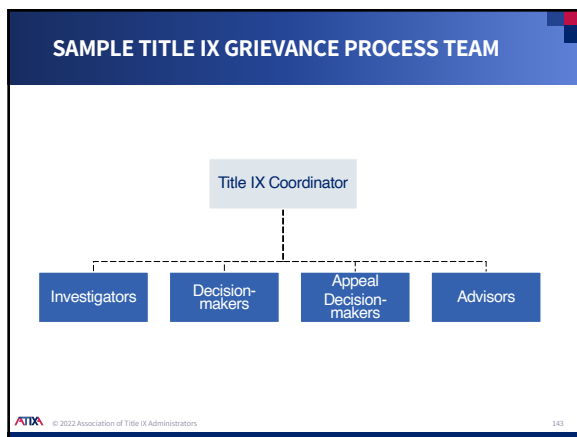 SAMPLE TITLE IX GRIEVANCE PROCESS TEAM
Title IX Coordinator
Investigators
Decision-
makers
Appeal
Decision-
makers
Advisors
ATIXA © 2022 Association of Title IX Administrators
143